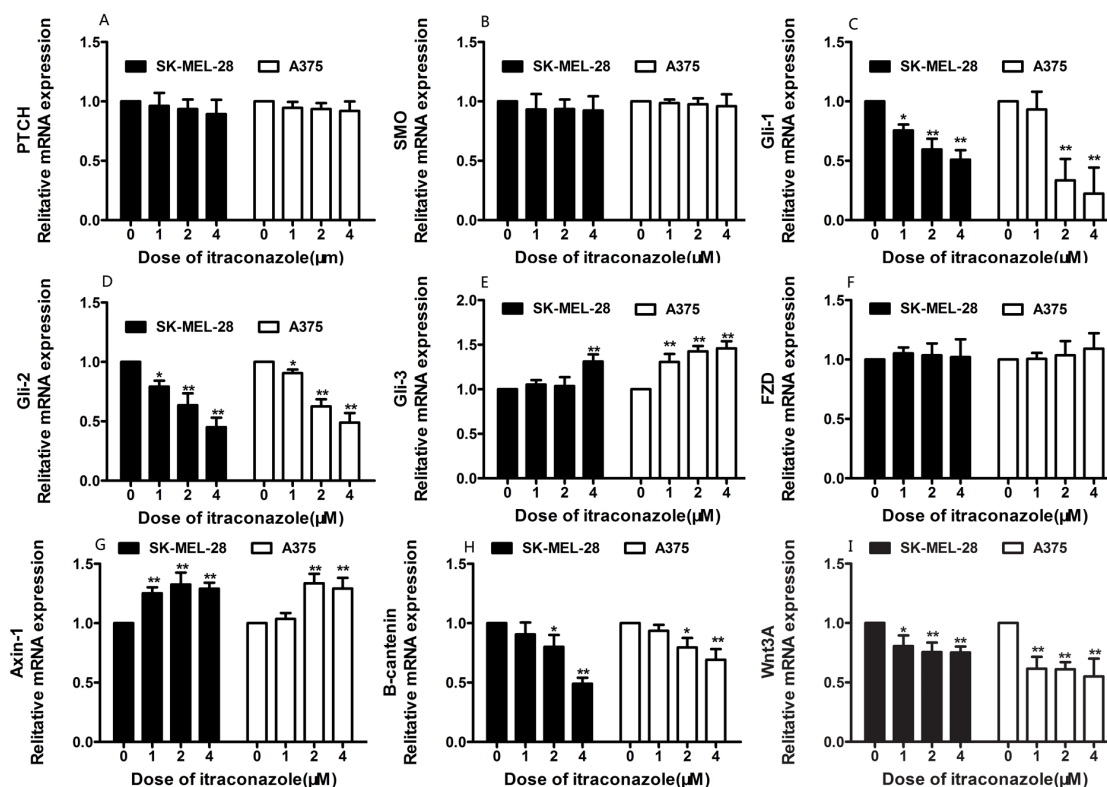 A
PTCH
Relitative mRNA expression
1.5
1.0
0.5
0.0
SK-MEL-28 A375
0 1 2 4 0 1 2 4
Dose of itraconazole(μm)
B
SMO
Relitative mRNA expression
1.5
1.0
0.5
0.0
SK-MEL-28 A375
0 1 2 4 0 1 2 4
Dose of itraconazole(μM)
C
Gli-1
Relitative mRNA expression
1.5
1.0
0.5
0.0
SK-MEL-28 A375
* ** ** ** **
0 1 2 4 0 1 2 4
Dose of itraconazole(μM)
D
Gli-2
Relitative mRNA expression
1.5
1.0
0.5
0.0
SK-MEL-28 A375
* ** ** * ** **
0 1 2 4 0 1 2 4
Dose of itraconazole(μM)
E
Gli-3
Relitative mRNA expression
2.0
1.5
1.0
0.5
0.0
SK-MEL-28 A375
** ** ** **
0 1 2 4 0 1 2 4
Dose of itraconazole(μM)
F
FZD
Relitative mRNA expression
1.5
1.0
0.5
0.0
SK-MEL-28 A375
0 1 2 4 0 1 2 4
Dose of itraconazole(μM)
G
Axin-1
Relitative mRNA expression
1.5
1.0
0.5
0.0
SK-MEL-28 A375
** ** ** ** **
0 1 2 4 0 1 2 4
Dose of itraconazole(μM)
H
B-cantenin
Relitative mRNA expression
1.5
1.0
0.5
0.0
SK-MEL-28 A375
* ** * **
0 1 2 4 0 1 2 4
Dose of itraconazole(μM)
I
Wnt3A
Relitative mRNA expression
1.5
1.0
0.5
0.0
SK-MEL-28 A375
* ** ** ** ** **
0 1 2 4 0 1 2 4
Dose of itraconazole(μM)